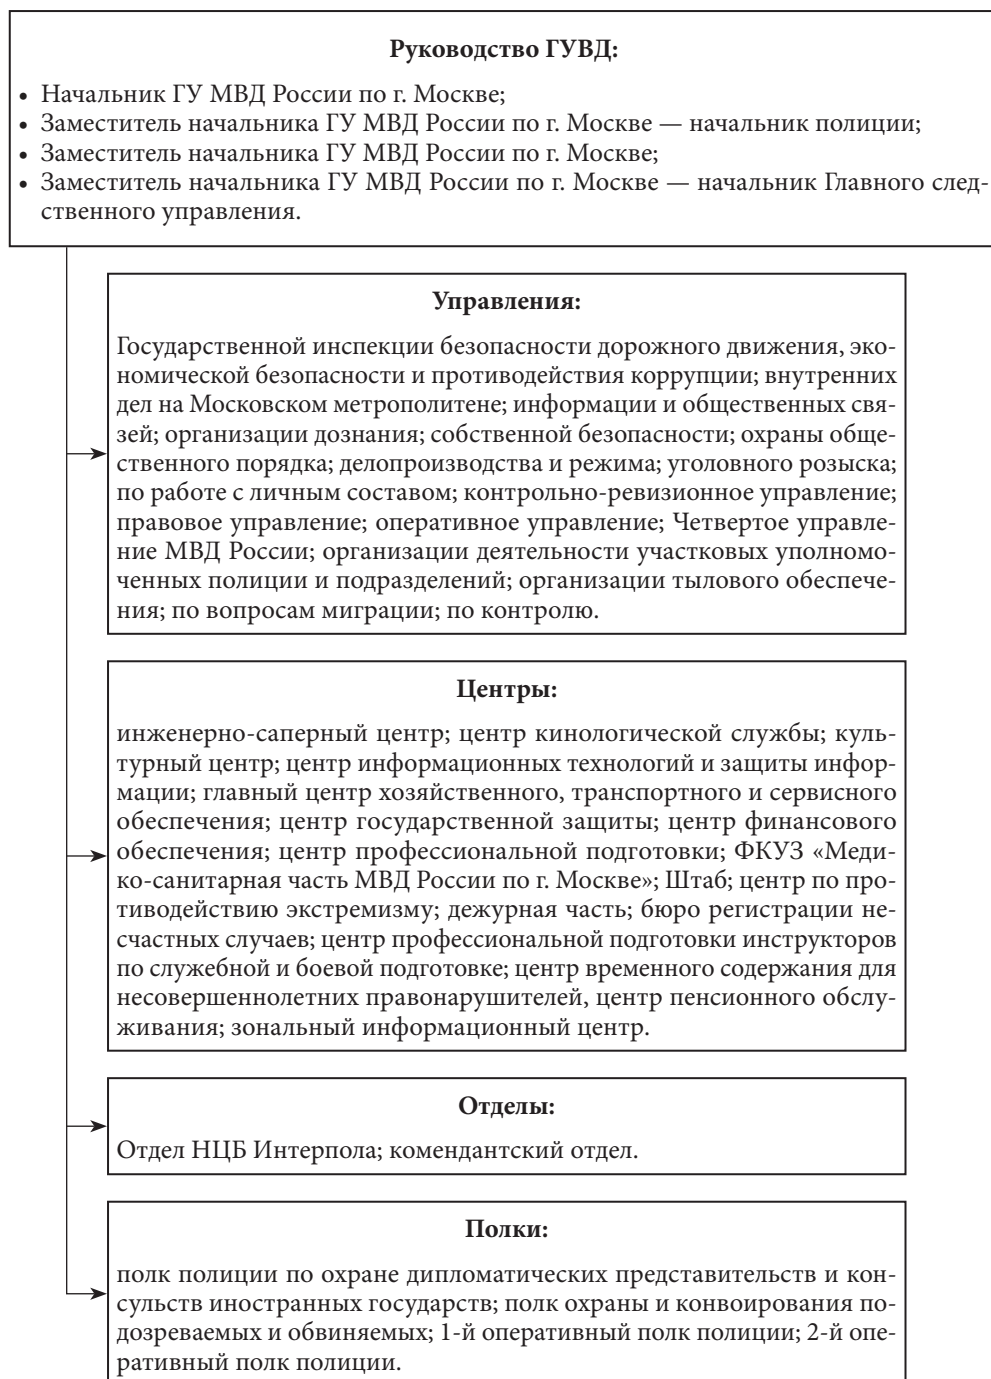 Руководство ГУВД:
• Начальник ГУ МВД России по г. Москве;
• Заместитель начальника ГУ МВД России по г. Москве — начальник полиции;
• Заместитель начальника ГУ МВД России по г. Москве;
• Заместитель начальника ГУ МВД России по г. Москве — начальник Главного след-
ственного управления.
Управления:
Государственной инспекции безопасности дорожного движения, эко-
номической безопасности и противодействия коррупции; внутренних
дел на Московском метрополитене; информации и общественных свя-
зей; организации дознания; собственной безопасности; охраны обще-
ственного порядка; делопроизводства и режима; уголовного розыска;
по работе с личным составом; контрольно-ревизионное управление;
правовое управление; оперативное управление; Четвертое управле-
ние МВД России; организации деятельности участковых уполномо-
ченных полиции и подразделений; организации тылового обеспече-
ния; по вопросам миграции; по контролю.
Центры:
инженерно-саперный центр; центр кинологической службы; куль-
турный центр; центр информационных технологий и защиты инфор-
мации; главный центр хозяйственного, транспортного и сервисного
обеспечения; центр государственной защиты; центр финансового
обеспечения; центр профессиональной подготовки; ФКУЗ «Меди-
ко-санитарная часть МВД России по г. Москве»; Штаб; центр по про-
тиводействию экстремизму; дежурная часть; бюро регистрации не-
счастных случаев; центр профессиональной подготовки инструкторов
по служебной и боевой подготовке; центр временного содержания для
несовершеннолетних правонарушителей, центр пенсионного обслу-
живания; зональный информационный центр.
Отделы:
Отдел НЦБ Интерпола; комендантский отдел.
Полки:
полк полиции по охране дипломатических представительств и кон-
сульств иностранных государств; полк охраны и конвоирования по-
дозреваемых и обвиняемых; 1-й оперативный полк полиции; 2-й опе-
ративный полк полиции.